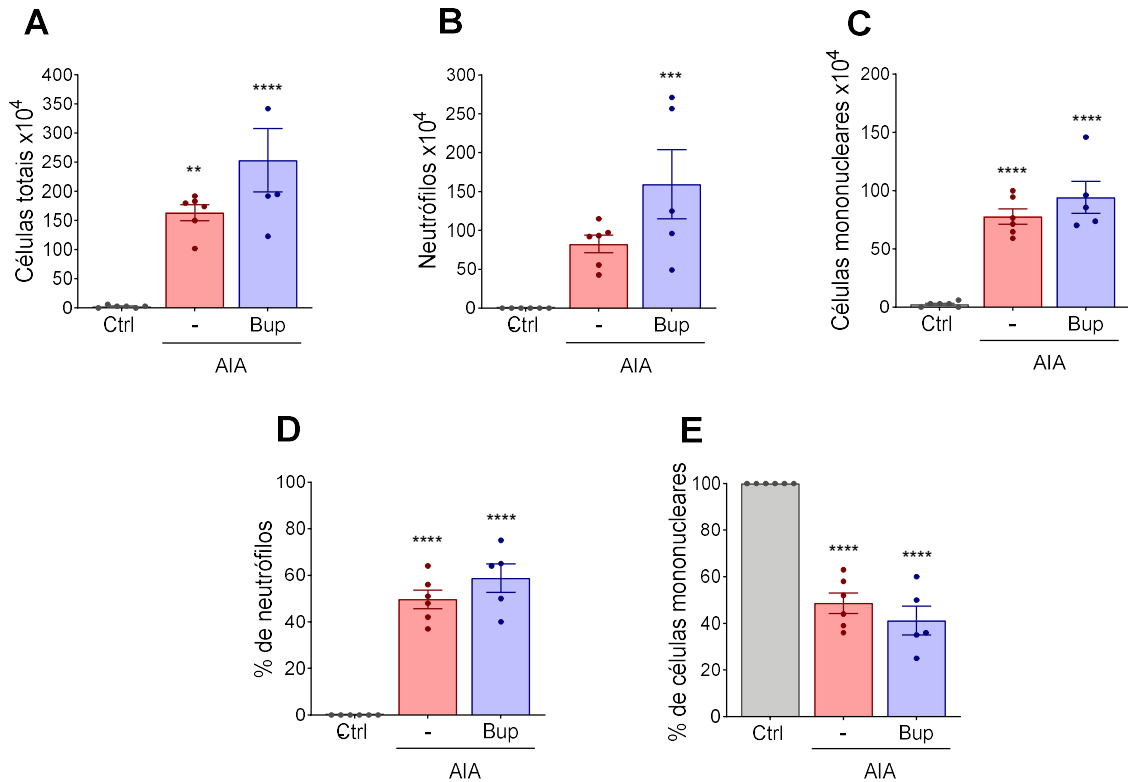 A
Células totais x10⁴
400
350
300
250
200
150
100
50
0
**
****
Ctrl
-
Bup
AIA
B
Neutrófilos x10⁴
300
250
200
150
100
50
0
***
Ctrl
-
-
Bup
AIA
C
Células mononucleares x10⁴
200
150
100
50
0
****
****
Ctrl
-
Bup
AIA
D
% de neutrófilos
100
80
60
40
20
0
****
****
Ctrl
-
-
Bup
AIA
E
% de células mononucleares
100
80
60
40
20
0
****
****
Ctrl
-
Bup
AIA